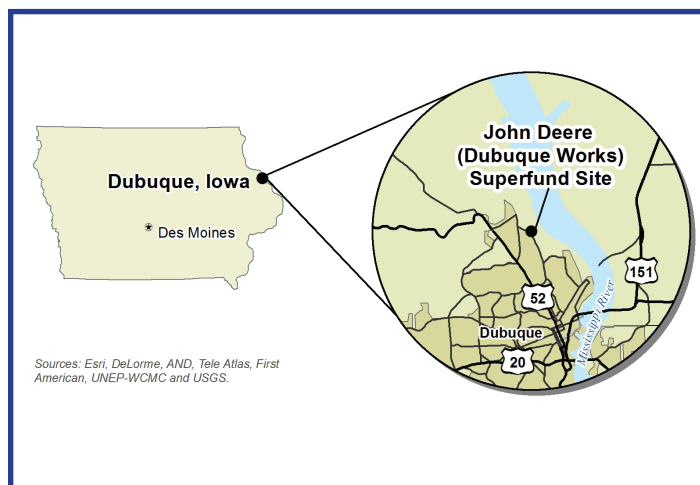 John Deere
(Dubuque Works)
Superfund Site
Dubuque, Iowa
* Des Moines
151
52
Dubuque
20
Mississippi River
Sources: Esri, DeLorme, AND, Tele Atlas, First
American, UNEP-WCMC and USGS.